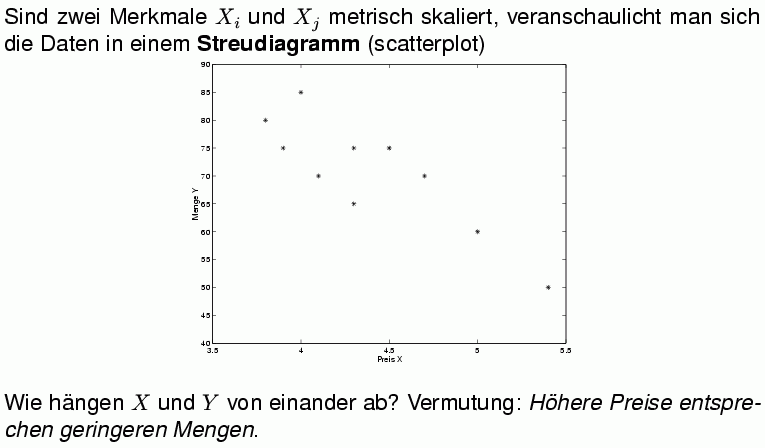 Sind zwei Merkmale Xi und Xj metrisch skaliert, veranschaulicht man sich
die Daten in einem Streudiagramm (scatterplot)
90
85
80
75
70
65
60
55
50
45
40
Menge Y
3.5 4 4.5 5 5.5
Preis X
Wie hängen X und Y von einander ab? Vermutung: Höhere Preise entspre-
chen geringeren Mengen.